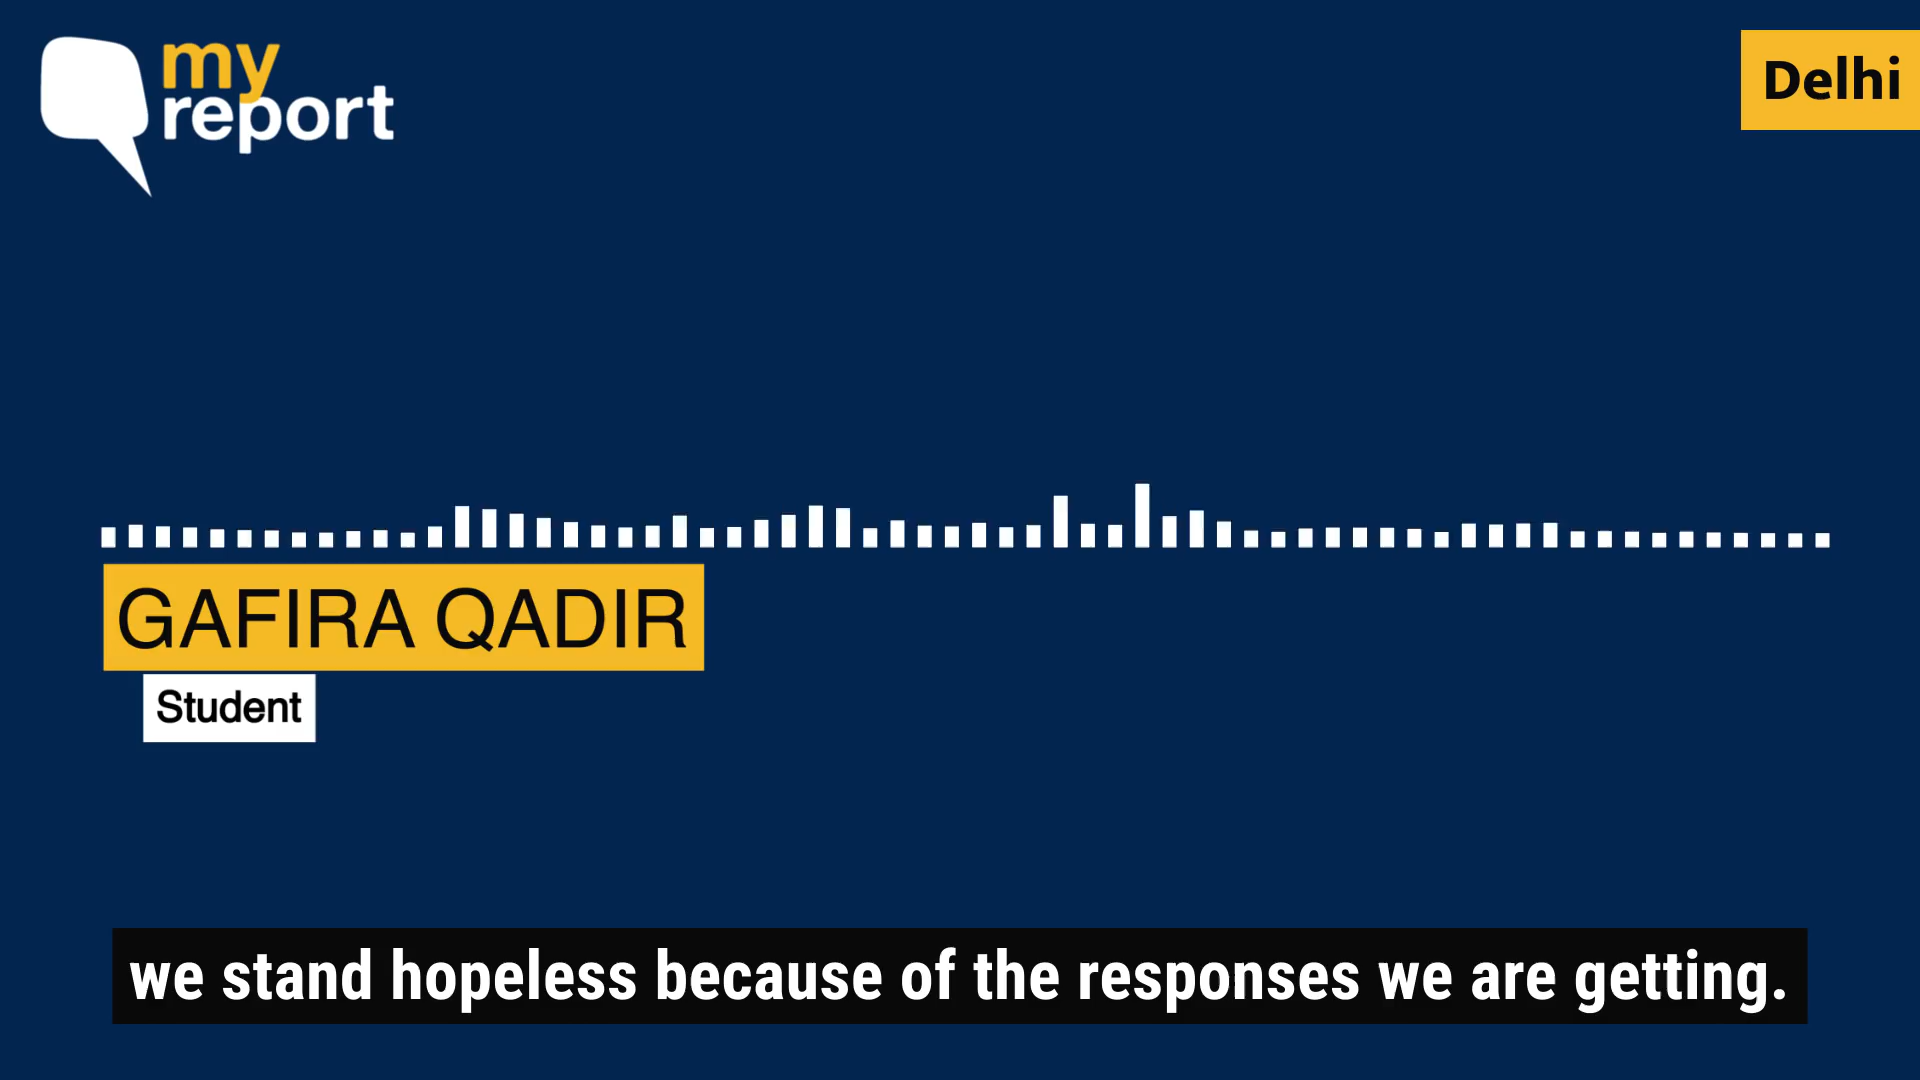 my
report
Delhi
GAFIRA QADIR
Student
we stand hopeless because of the responses we are getting.